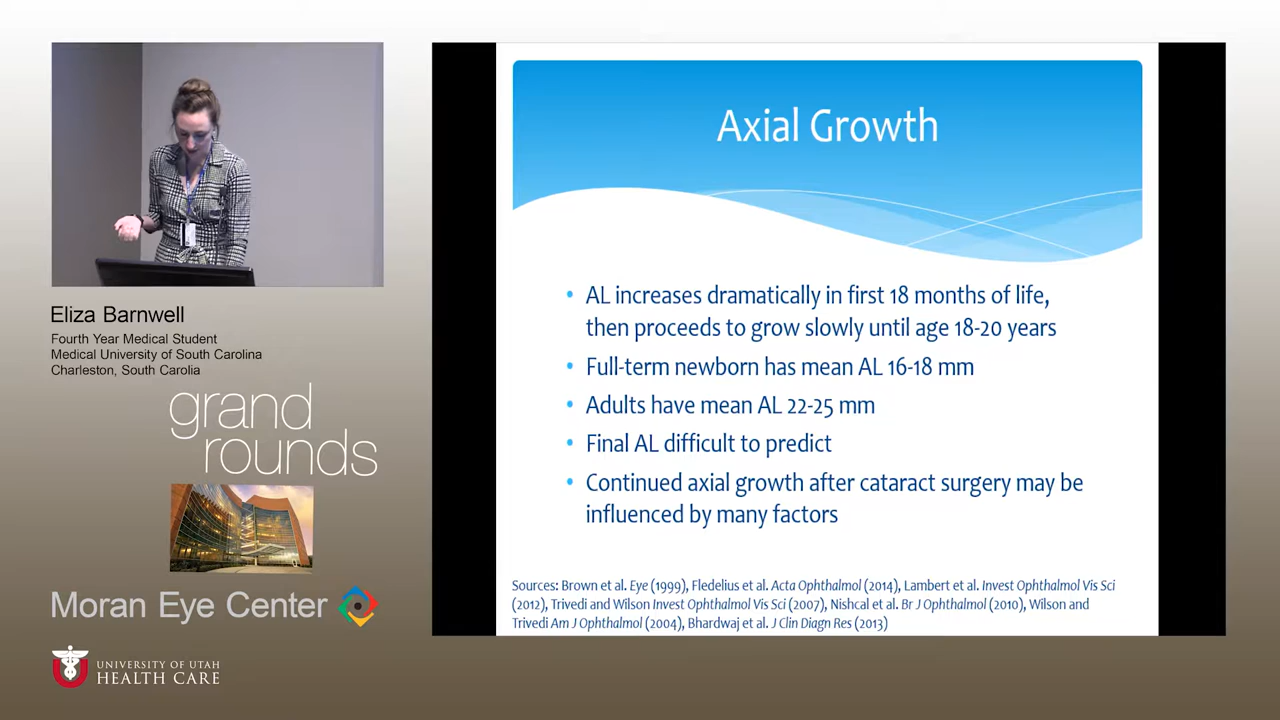 Axial Growth
• AL increases dramatically in first 18 months of life,
then proceeds to grow slowly until age 18-20 years
• Full-term newborn has mean AL 16-18 mm
• Adults have mean AL 22-25 mm
• Final AL difficult to predict
• Continued axial growth after cataract surgery may be
influenced by many factors
Sources: Brown et al. Eye (1999), Fledelius et al. Acta Ophthalmol (2014), Lambert et al. Invest Ophthalmol Vis Sci
(2012), Trivedi and Wilson Invest Ophthalmol Vis Sci (2007), Nishcal et al. Br J Ophthalmol (2010), Wilson and
Trivedi Am J Ophthalmol (2004), Bhardwaj et al. J Clin Diagn Res (2013)
Eliza Barnwell
Fourth Year Medical Student
Medical University of South Carolina
Charleston, South Carolia
grand
rounds
Moran Eye Center
UNIVERSITY OF UTAH
HEALTH CARE